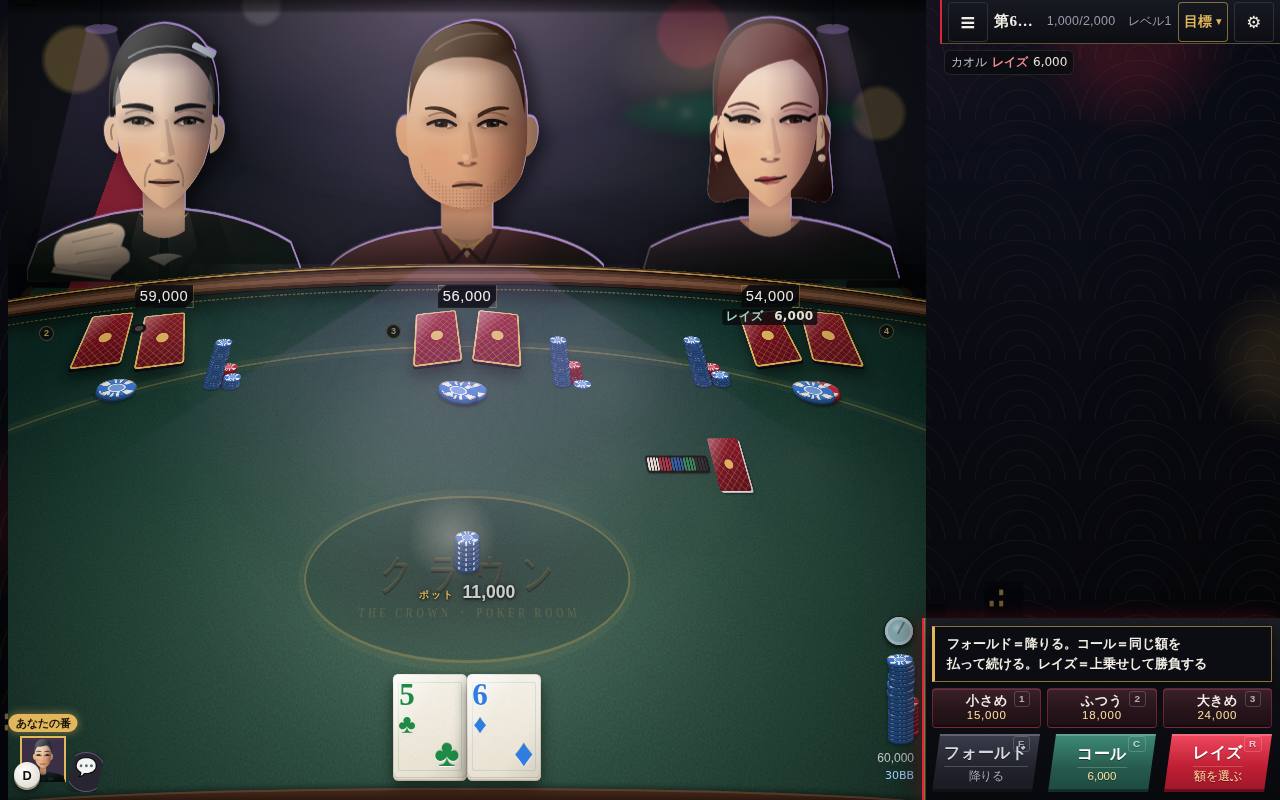 第6… 1,000/2,000 レベル1 目標 ▾
カオル レイズ 6,000
59,000
56,000
54,000
レイズ 6,000
2
3
4
クラウン
ポット 11,000
THE CROWN · POKER ROOM
5
6
あなたの番
D
60,000
30BB
フォールド＝降りる。コール＝同じ額を
払って続ける。レイズ＝上乗せして勝負する
小さめ 1
15,000
ふつう 2
18,000
大きめ 3
24,000
フォールド F
降りる
コール C
6,000
レイズ R
額を選ぶ